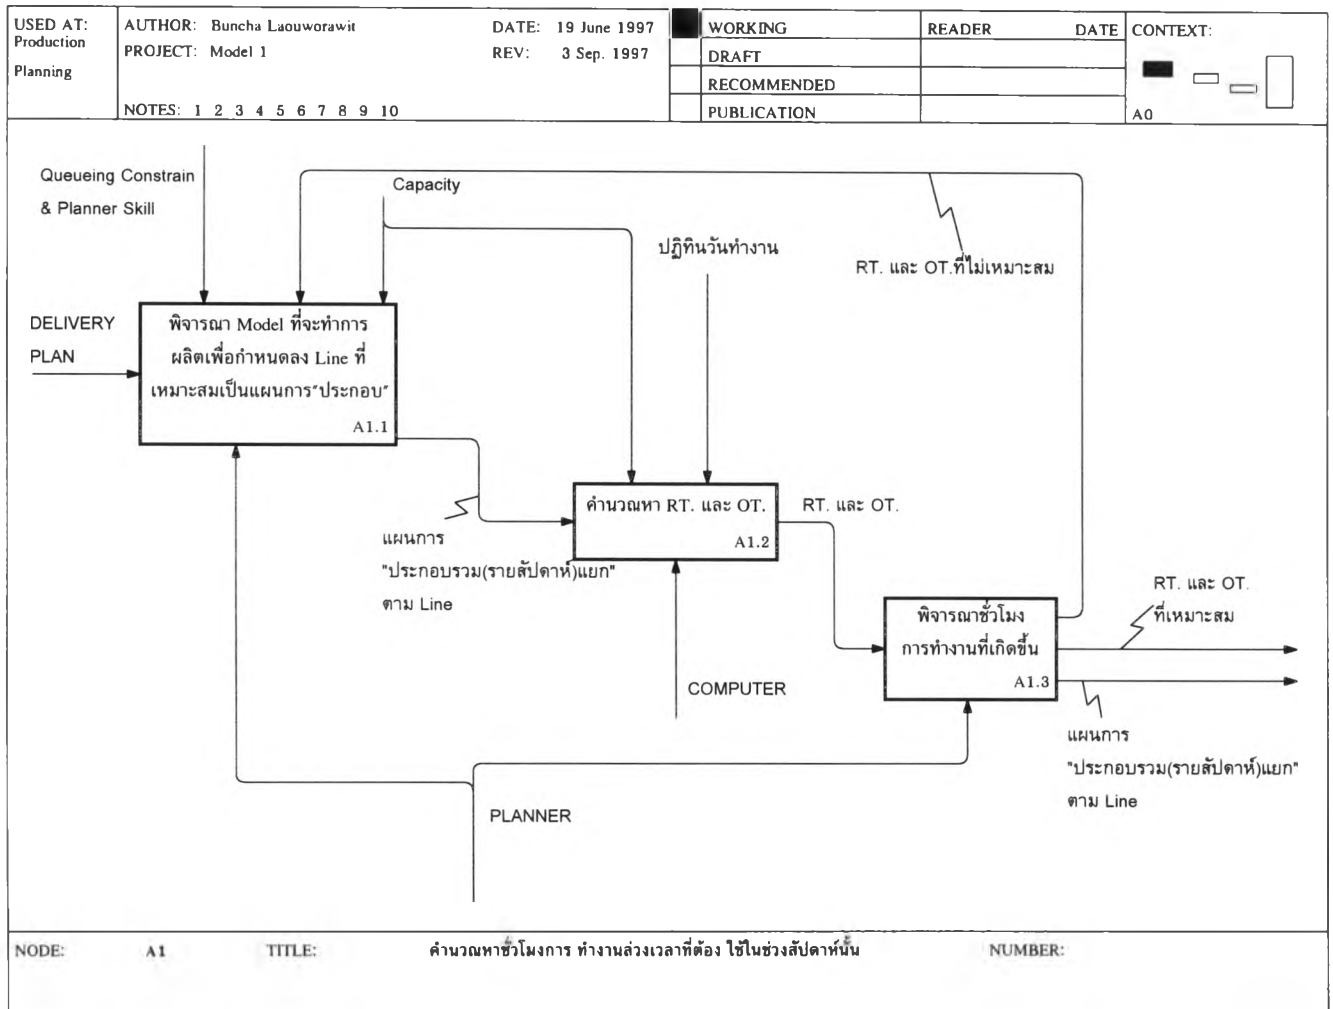 USED AT:
Production
Planning
AUTHOR: Buncha Laouworawit
PROJECT: Model 1
NOTES: 1 2 3 4 5 6 7 8 9 10
DATE: 19 June 1997
REV: 3 Sep. 1997
WORKING
DRAFT
RECOMMENDED
PUBLICATION
READER DATE
CONTEXT:
A0
Queueing Constrain
& Planner Skill
Capacity
ปฏิทินวันทำงาน
RT. และ OT.ที่ไม่เหมาะสม
DELIVERY
PLAN
พิจารณา Model ที่จะทำการ
ผลิตเพื่อกำหนดลง Line ที่
เหมาะสมเป็นแผนการ"ประกอบ"
A1.1
แผนการ
"ประกอบรวม(รายสัปดาห์)แยก"
ตาม Line
คำนวณหา RT. และ OT.
A1.2
RT. และ OT.
COMPUTER
พิจารณาชั่วโมง
การทำงานที่เกิดขึ้น
A1.3
RT. และ OT.
ที่เหมาะสม
แผนการ
"ประกอบรวม(รายสัปดาห์)แยก"
ตาม Line
PLANNER
NODE: A1
TITLE: คำนวณหาชั่วโมงการ ทำงานล่วงเวลาที่ต้อง ใช้ในช่วงสัปดาห์นั้น
NUMBER: